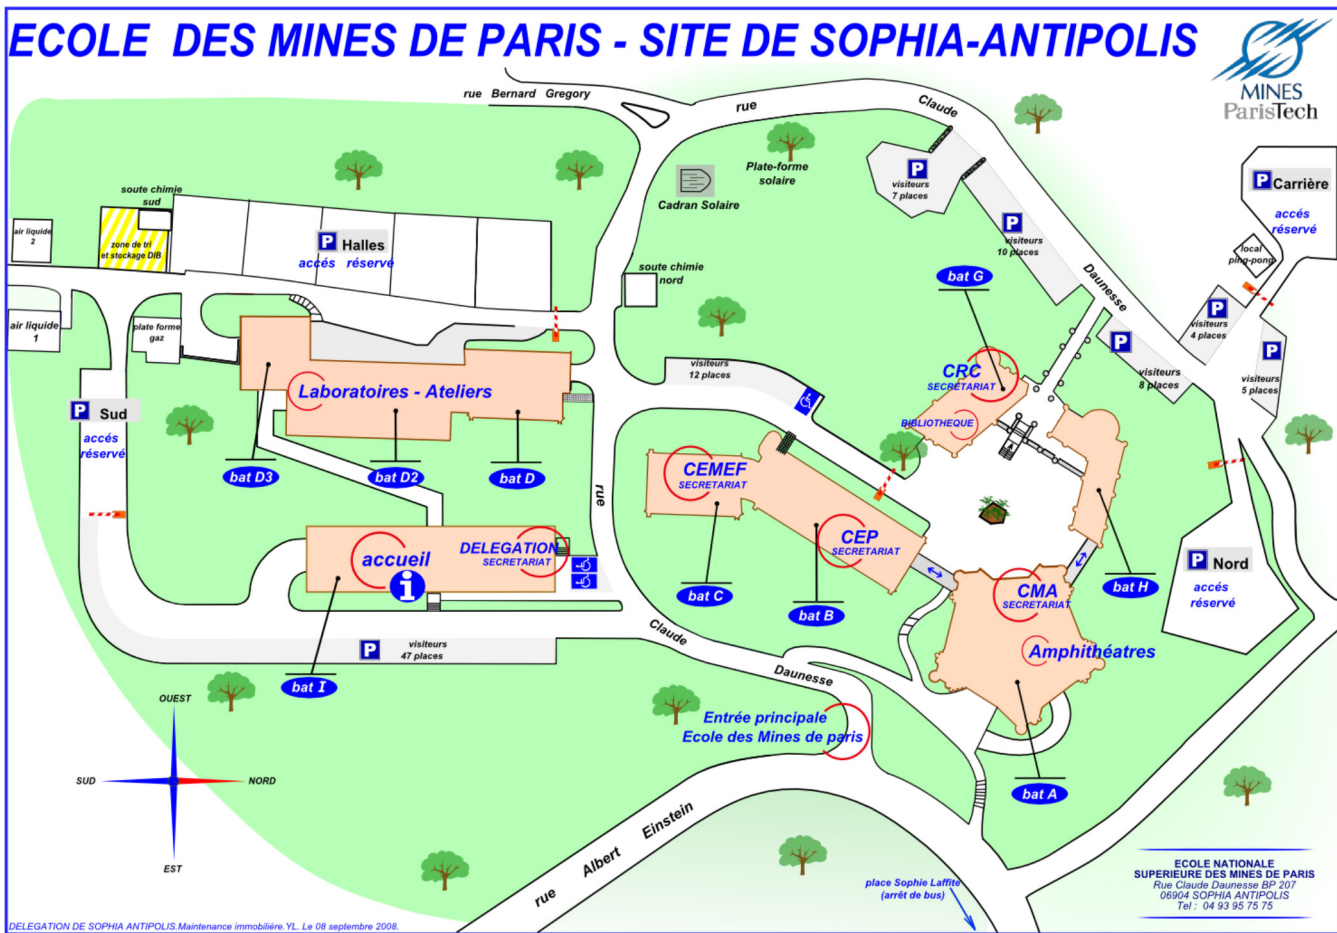 ECOLE DES MINES DE PARIS - SITE DE SOPHIA-ANTIPOLIS
MINES
ParisTech
rue Bernard Gregory
rue
Claude
Daunesse
Plate-forme
solaire
Cadran Solaire
P
visiteurs
7 places
P
visiteurs
10 places
P Carrière
accés
réservé
local
ping-pong
P
visiteurs
4 places
P
visiteurs
8 places
P
visiteurs
5 places
soute chimie
sud
air liquide
2
zone de tri
et stockage DIB
P Halles
accés réservé
soute chimie
nord
bat G
air liquide
1
plate forme
gaz
visiteurs
12 places
CRC
SECRETARIAT
BIBLIOTHEQUE
Laboratoires - Ateliers
P Sud
accés
réservé
bat D3
bat D2
bat D
rue
CEMEF
SECRETARIAT
CEP
SECRETARIAT
accueil
i
DELEGATION
SECRETARIAT
CMA
SECRETARIAT
bat C
bat B
bat H
P Nord
accés
réservé
Amphithéatres
P
visiteurs
47 places
bat I
Claude
Daunesse
Entrée principale
Ecole des Mines de paris
bat A
OUEST
SUD
NORD
EST
rue Albert Einstein
place Sophie Laffite
(arrêt de bus)
ECOLE NATIONALE
SUPERIEURE DES MINES DE PARIS
Rue Claude Daunesse BP 207
06904 SOPHIA ANTIPOLIS
Tel : 04 93 95 75 75
DELEGATION DE SOPHIA ANTIPOLIS.Maintenance immobilière.YL. Le 08 septembre 2008.